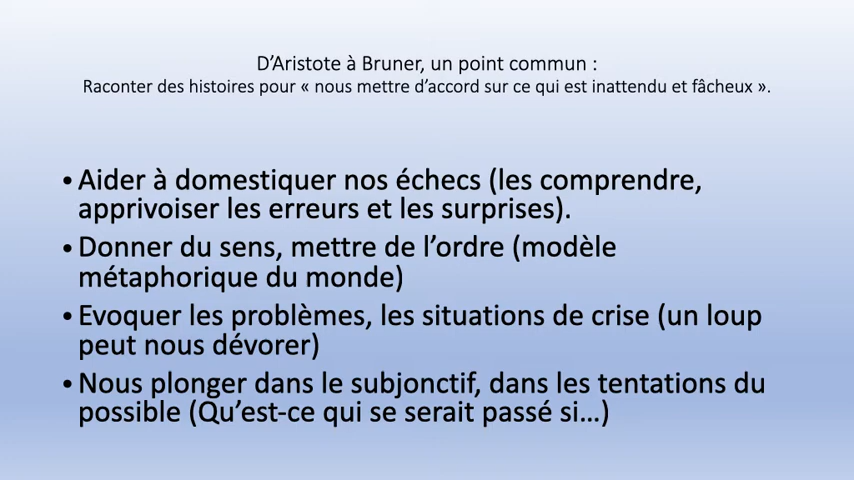 D’Aristote à Bruner, un point commun :
Raconter des histoires pour « nous mettre d’accord sur ce qui est inattendu et fâcheux ».
• Aider à domestiquer nos échecs (les comprendre,
apprivoiser les erreurs et les surprises).
• Donner du sens, mettre de l’ordre (modèle
métaphorique du monde)
• Evoquer les problèmes, les situations de crise (un loup
peut nous dévorer)
• Nous plonger dans le subjonctif, dans les tentations du
possible (Qu’est-ce qui se serait passé si…)